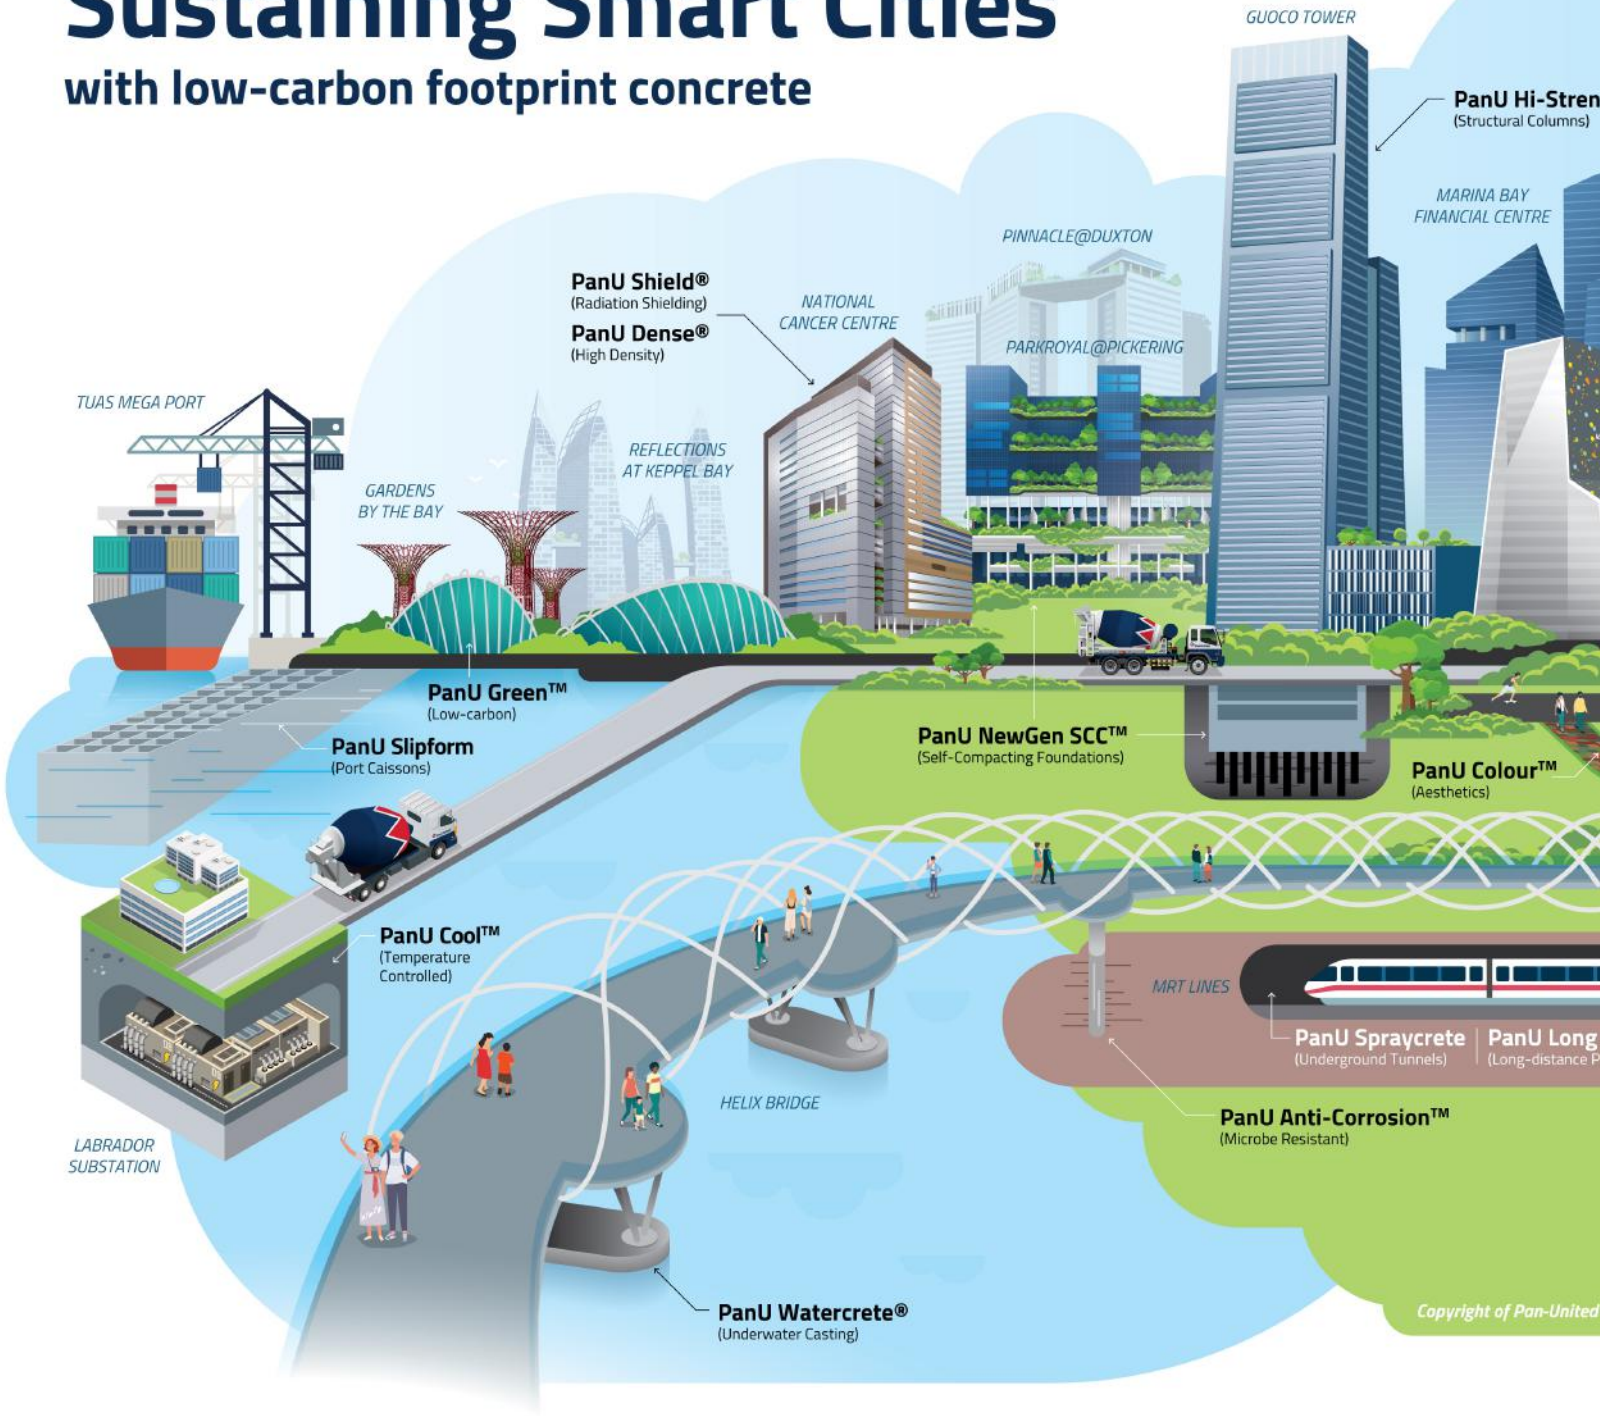 Sustaining Smart Cities
with low-carbon footprint concrete
GUOCO TOWER
PanU Hi-Stren
(Structural Columns)
MARINA BAY
FINANCIAL CENTRE
PINNACLE@DUXTON
PanU Shield®
(Radiation Shielding)
PanU Dense®
(High Density)
NATIONAL
CANCER CENTRE
PARKROYAL@PICKERING
TUAS MEGA PORT
REFLECTIONS
AT KEPPEL BAY
GARDENS
BY THE BAY
PanU Green™
(Low-carbon)
PanU Slipform
(Port Caissons)
PanU NewGen SCC™
(Self-Compacting Foundations)
PanU Colour™
(Aesthetics)
PanU Cool™
(Temperature
Controlled)
MRT LINES
PanU Spraycrete
(Underground Tunnels)
PanU Long
(Long-distance P
HELIX BRIDGE
PanU Anti-Corrosion™
(Microbe Resistant)
LABRADOR
SUBSTATION
PanU Watercrete®
(Underwater Casting)
Copyright of Pan-United